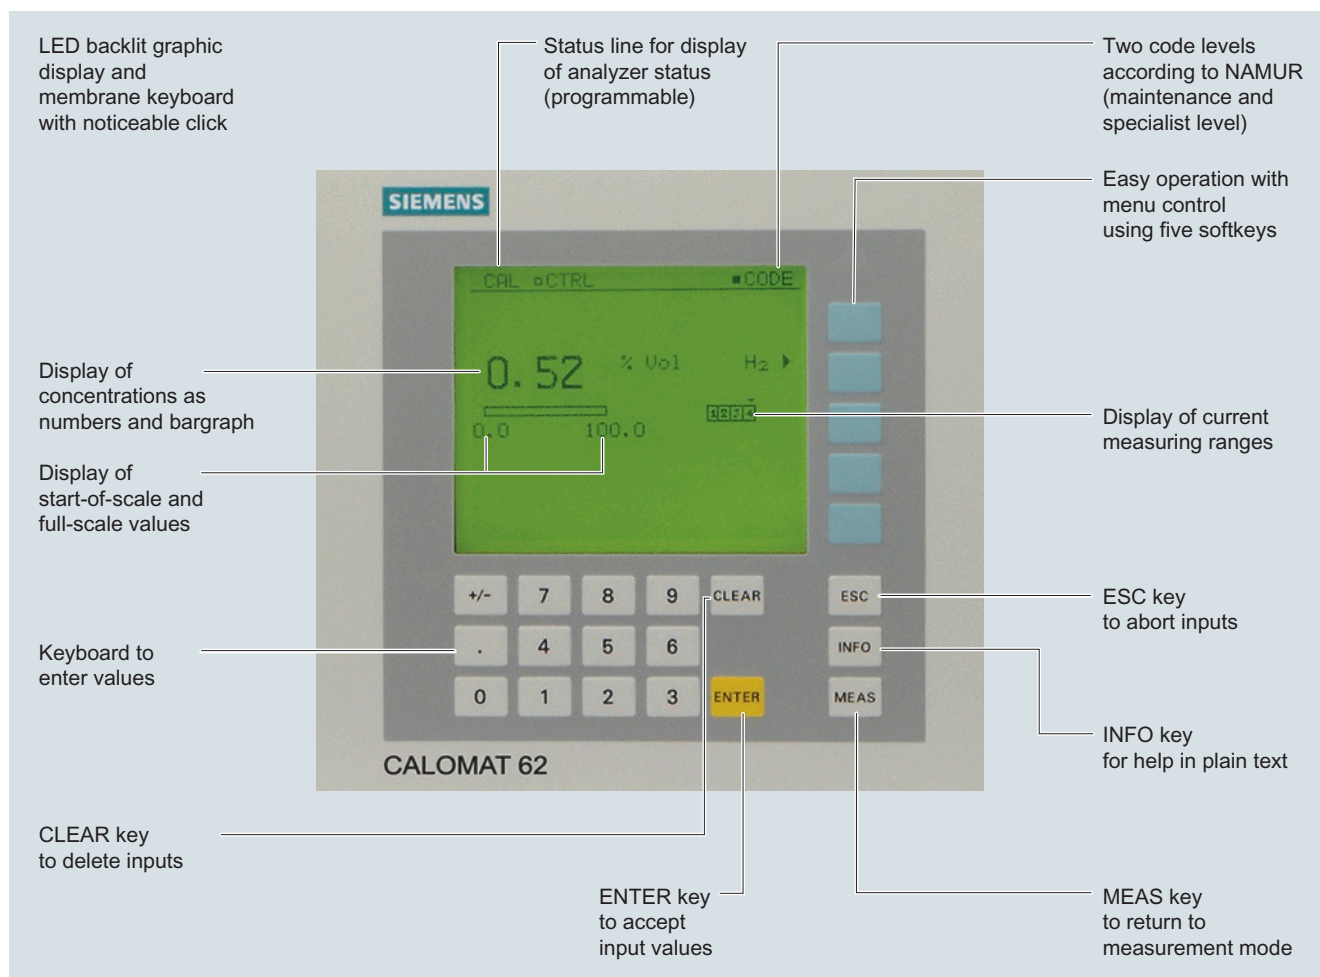 LED backlit graphic
display and
membrane keyboard
with noticeable click
Status line for display
of analyzer status
(programmable)
Two code levels
according to NAMUR
(maintenance and
specialist level)
Easy operation with
menu control
using five softkeys
SIEMENS
CAL ▫CTRL ▪CODE
0.52 % Vol H₂
1 2 3 4
0.0 100.0
Display of
concentrations as
numbers and bargraph
Display of current
measuring ranges
Display of
start-of-scale and
full-scale values
+/- 7 8 9 CLEAR ESC
. 4 5 6 INFO
0 1 2 3 ENTER MEAS
ESC key
to abort inputs
Keyboard to
enter values
INFO key
for help in plain text
CALOMAT 62
CLEAR key
to delete inputs
ENTER key
to accept
input values
MEAS key
to return to
measurement mode